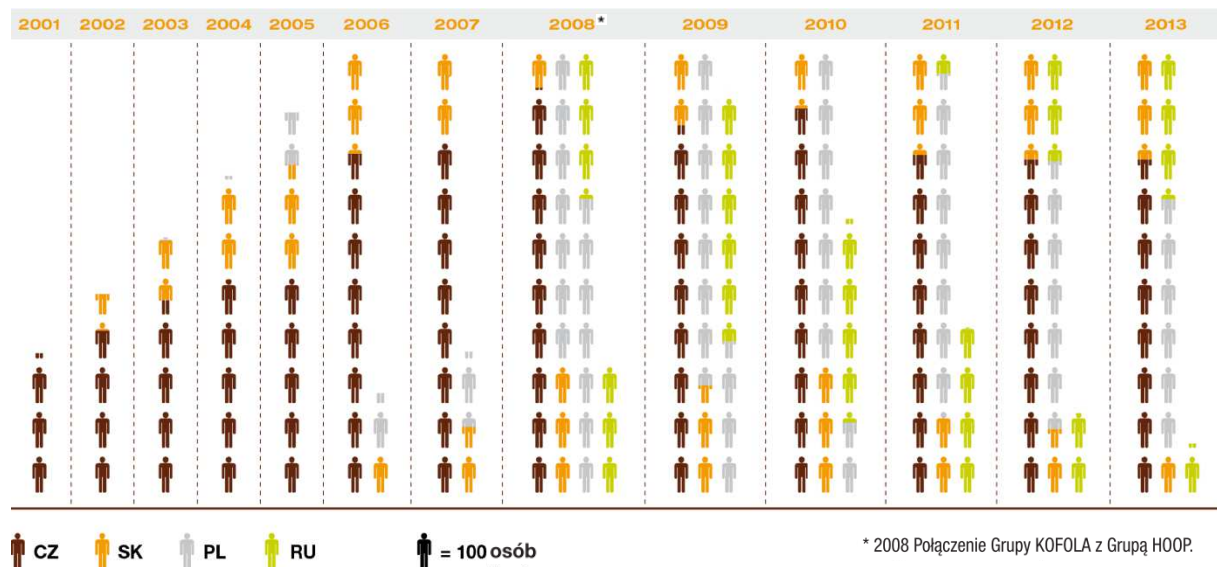 2001 2002 2003 2004 2005 2006 2007 2008* 2009 2010 2011 2012 2013
CZ SK PL RU = 100 osób
* 2008 Połączenie Grupy KOFOLA z Grupą HOOP.